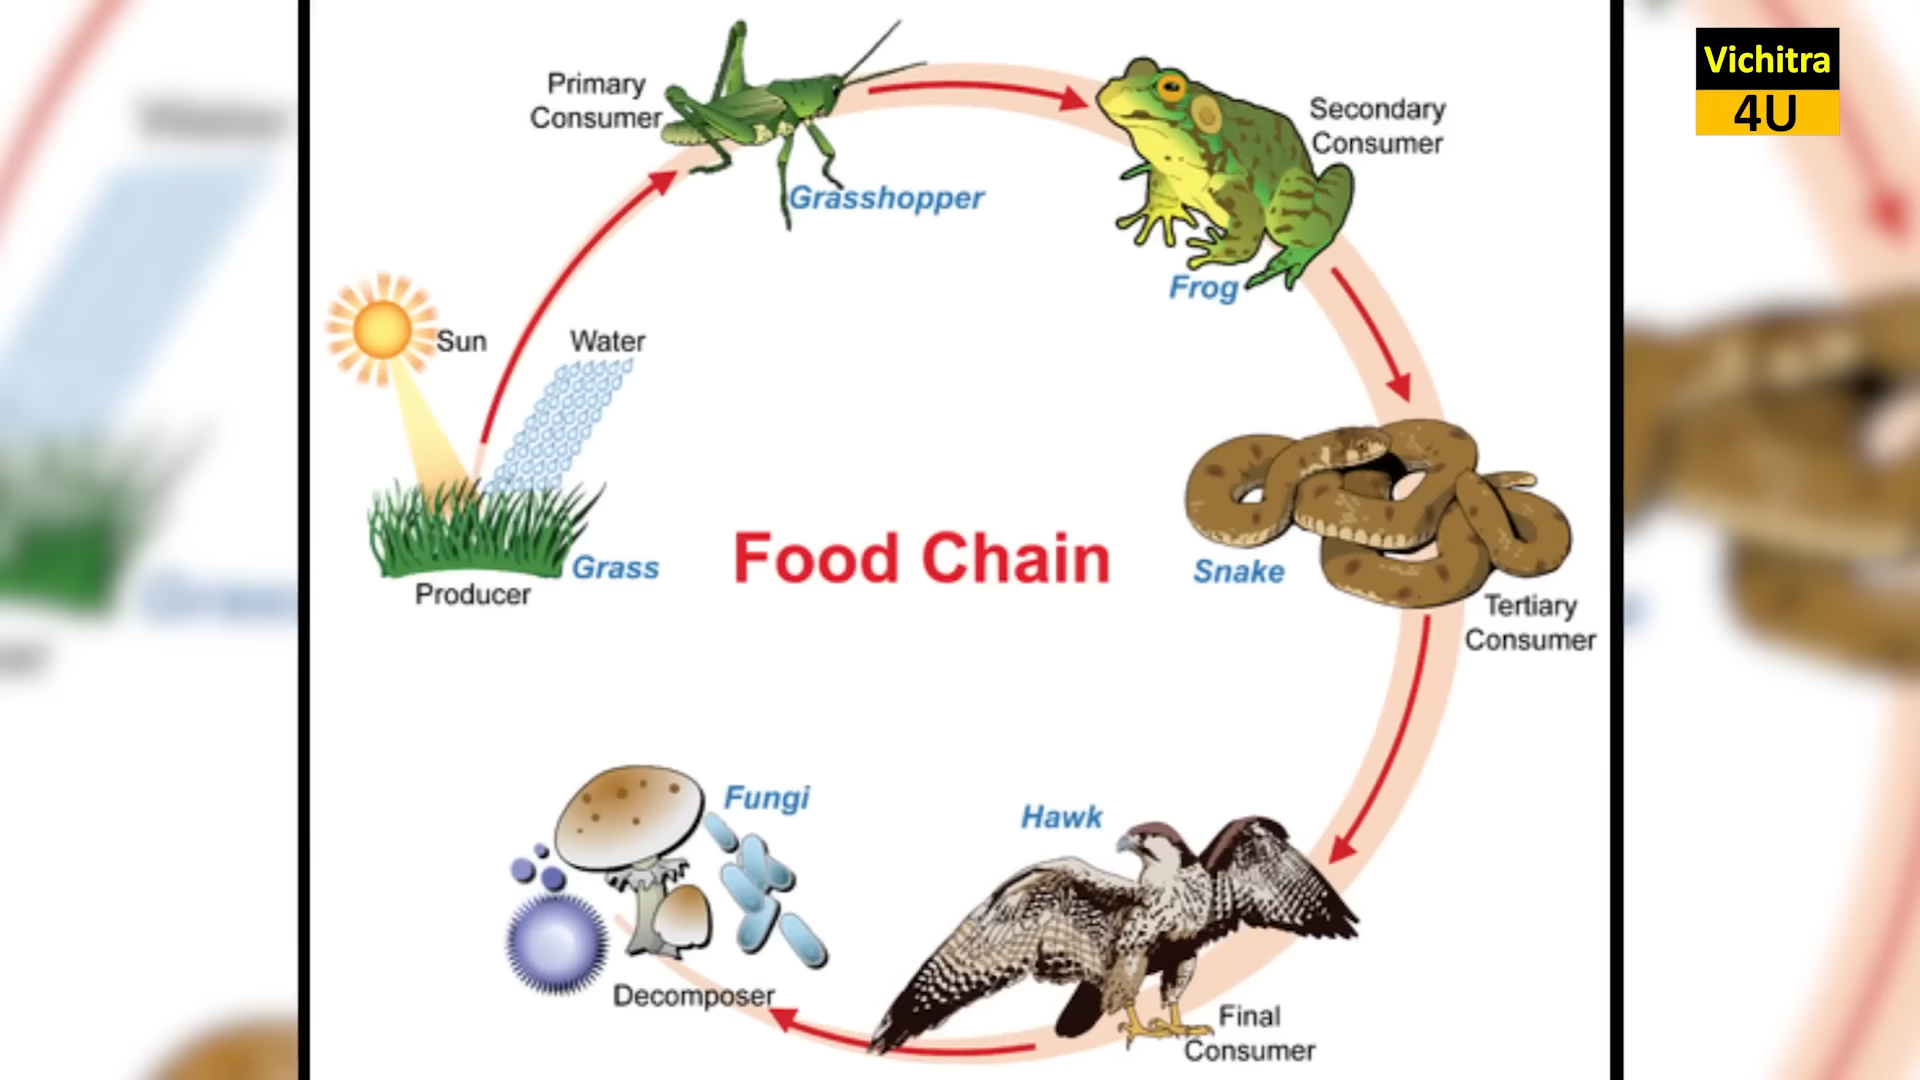 Vichitra
4U
Primary
Consumer
Grasshopper
Secondary
Consumer
Frog
Sun
Water
Grass
Producer
Food Chain
Snake
Tertiary
Consumer
Fungi
Hawk
Decomposer
Final
Consumer
Water